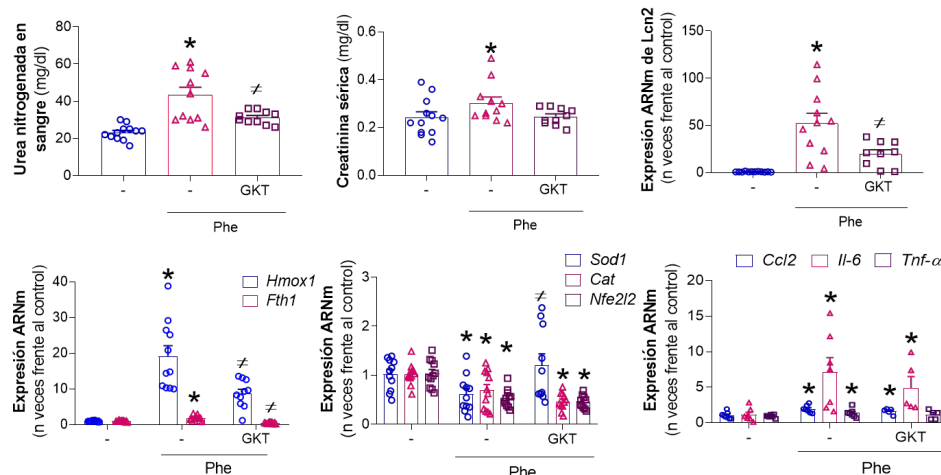 Urea nitrogenada en
sangre (mg/dl)
80
60
40
20
0
*
≠
-
-
GKT
Phe
Creatinina sérica (mg/dl)
0.6
0.4
0.2
0.0
*
-
-
GKT
Phe
Expresión ARNm de Lcn2
(n veces frente al control)
150
100
50
0
*
≠
-
-
GKT
Phe
Expresión ARNm
(n veces frente al control)
40
30
20
10
0
Hmox1
Fth1
*
*
≠
≠
-
-
GKT
Phe
Expresión ARNm
(n veces frente al control)
3
2
1
0
Sod1
Cat
Nfe2l2
* * *
≠
* *
-
-
GKT
Phe
Ccl2 Il-6 Tnf-α
Expresión ARNm
(n veces frente al control)
20
15
10
5
0
*
* *
*
*
-
-
GKT
Phe